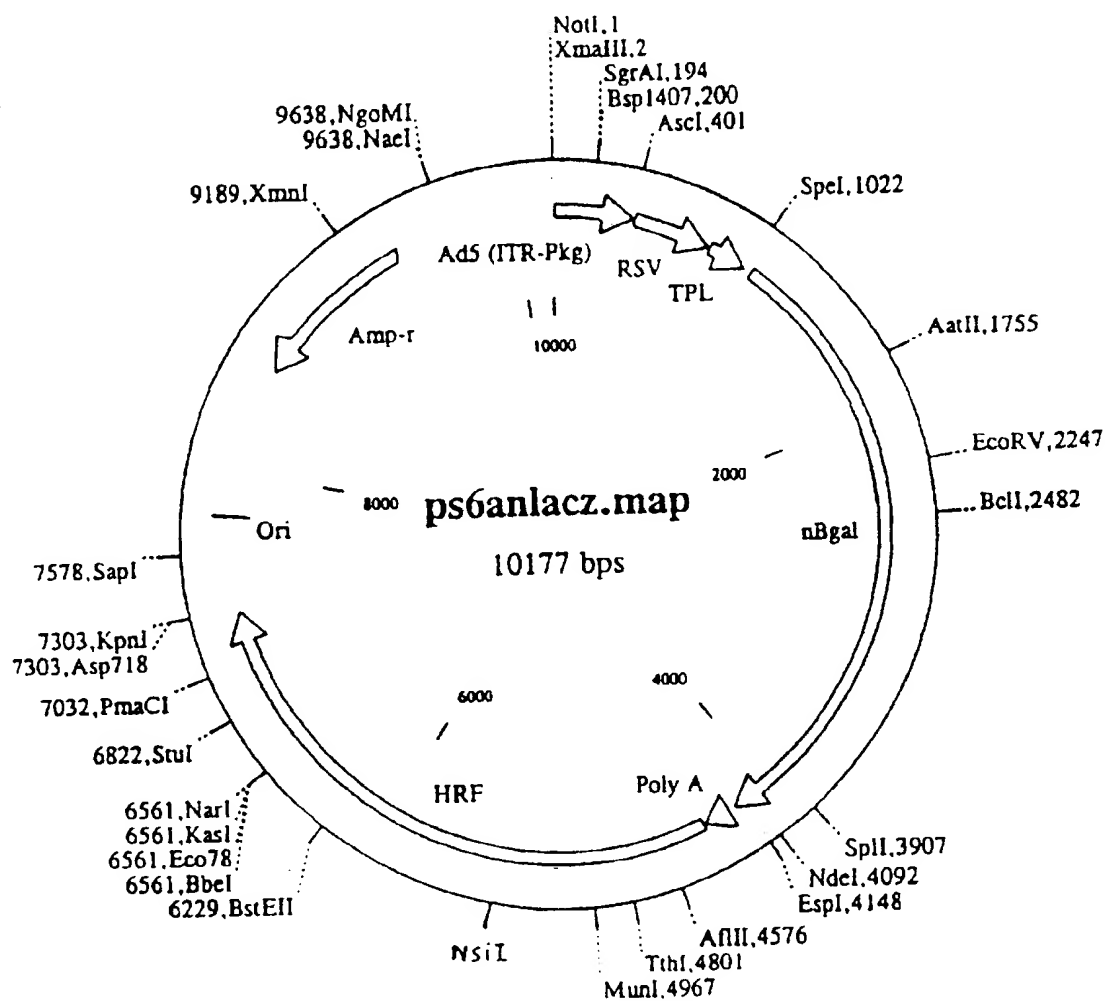 NotI,1
XmaIII,2
SgrAI,194
Bsp1407,200
AscI,401
SpeI,1022
AatII,1755
EcoRV,2247
BclI,2482
SplI,3907
NdeI,4092
EspI,4148
AflII,4576
TthI,4801
MunI,4967
NsiI
6229,BstEII
6561,BbeI
6561,Eco78
6561,KasI
6561,NarI
6822,StuI
7032,PmaCI
7303,Asp718
7303,KpnI
7578,SapI
9189,XmnI
9638,NaeI
9638,NgoMI
Ad5 (ITR-Pkg)
RSV
TPL
nBgal
Poly A
HRF
Ori
Amp-r
10000
2000
4000
6000
8000
ps6anlacz.map
10177 bps